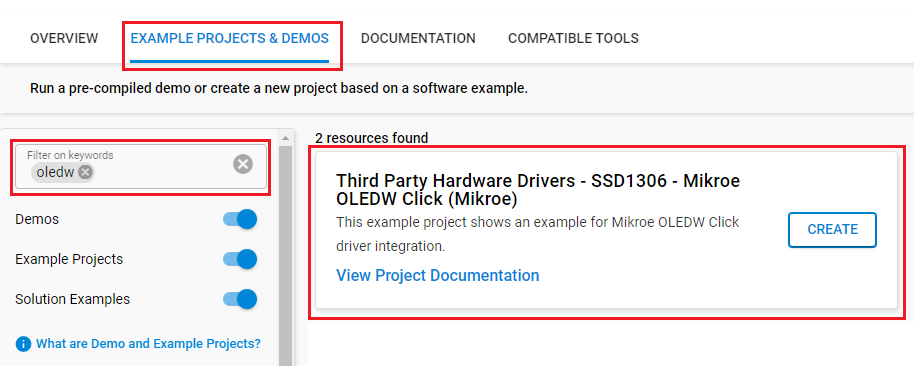 OVERVIEW
EXAMPLE PROJECTS & DEMOS
DOCUMENTATION
COMPATIBLE TOOLS
Run a pre-compiled demo or create a new project based on a software example.
Filter on keywords
oledw
Demos
Example Projects
Solution Examples
What are Demo and Example Projects?
2 resources found
Third Party Hardware Drivers - SSD1306 - Mikroe
OLEDW Click (Mikroe)
This example project shows an example for Mikroe OLEDW Click
driver integration.
View Project Documentation
CREATE